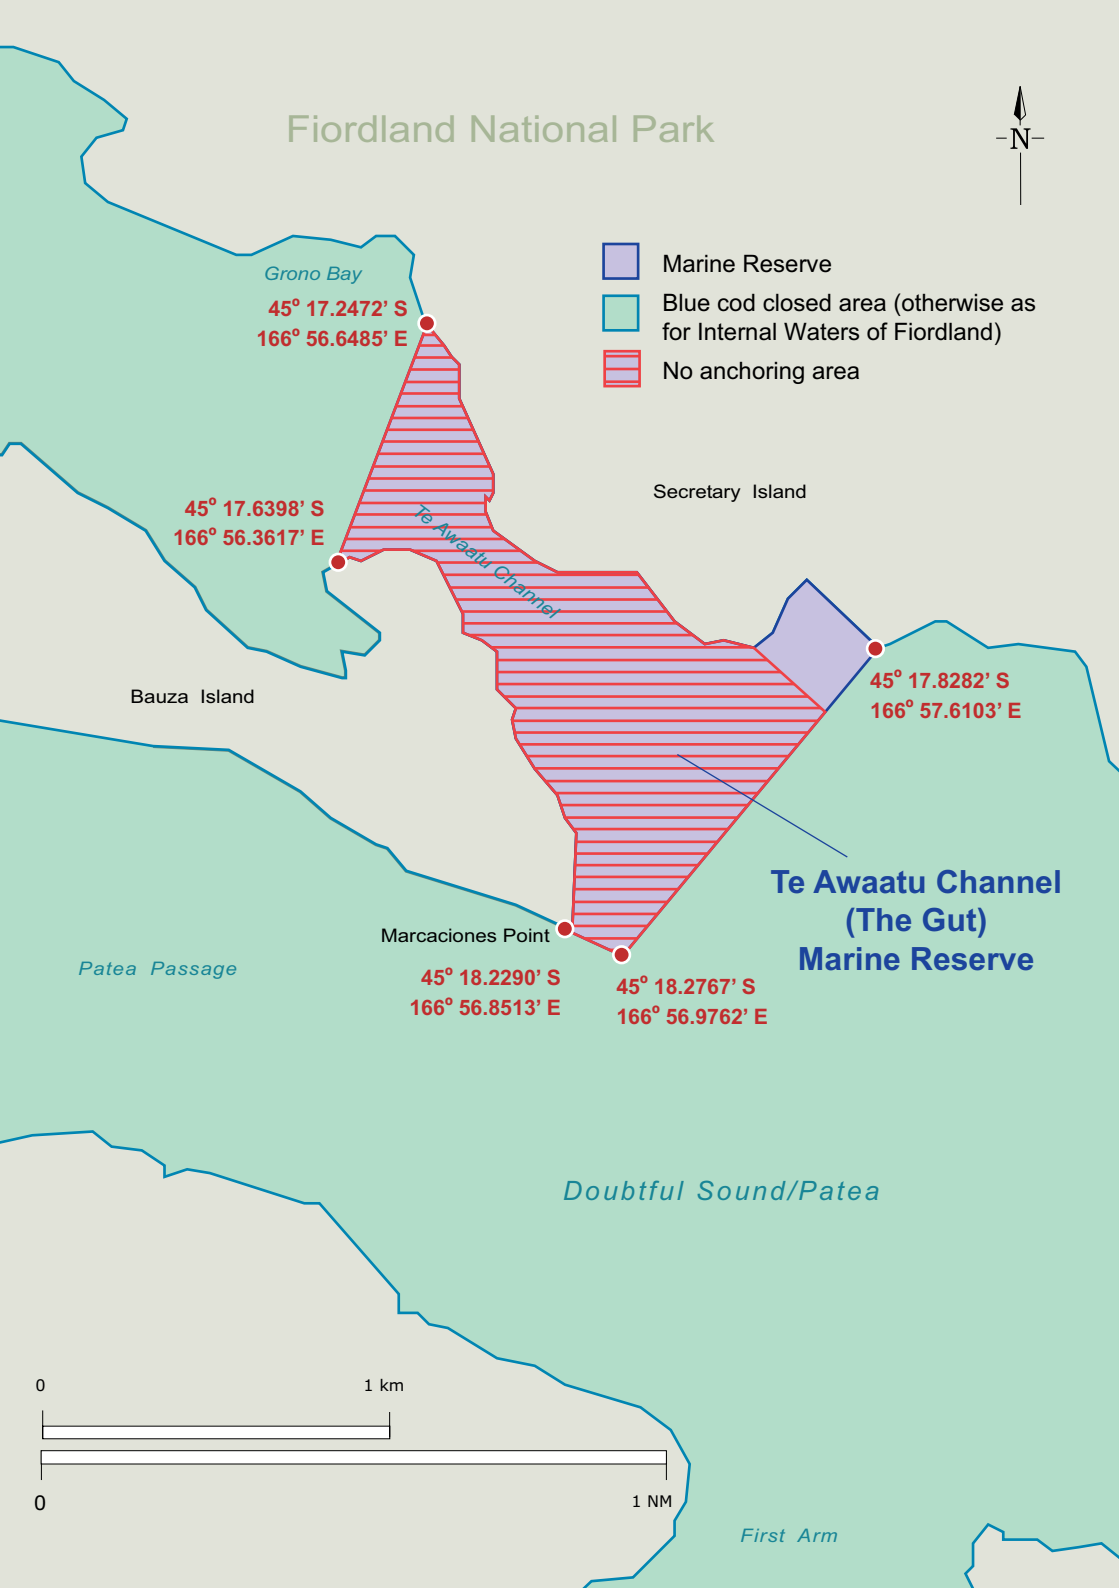 Fiordland National Park
N
Marine Reserve
Blue cod closed area (otherwise as
for Internal Waters of Fiordland)
No anchoring area
Grono Bay
45° 17.2472’ S
166° 56.6485’ E
Secretary Island
45° 17.6398’ S
166° 56.3617’ E
Te Awaatu Channel
Bauza Island
45° 17.8282’ S
166° 57.6103’ E
Te Awaatu Channel
(The Gut)
Marine Reserve
Marcaciones Point
Patea Passage
45° 18.2290’ S
166° 56.8513’ E
45° 18.2767’ S
166° 56.9762’ E
Doubtful Sound/Patea
0 1 km
0 1 NM
First Arm